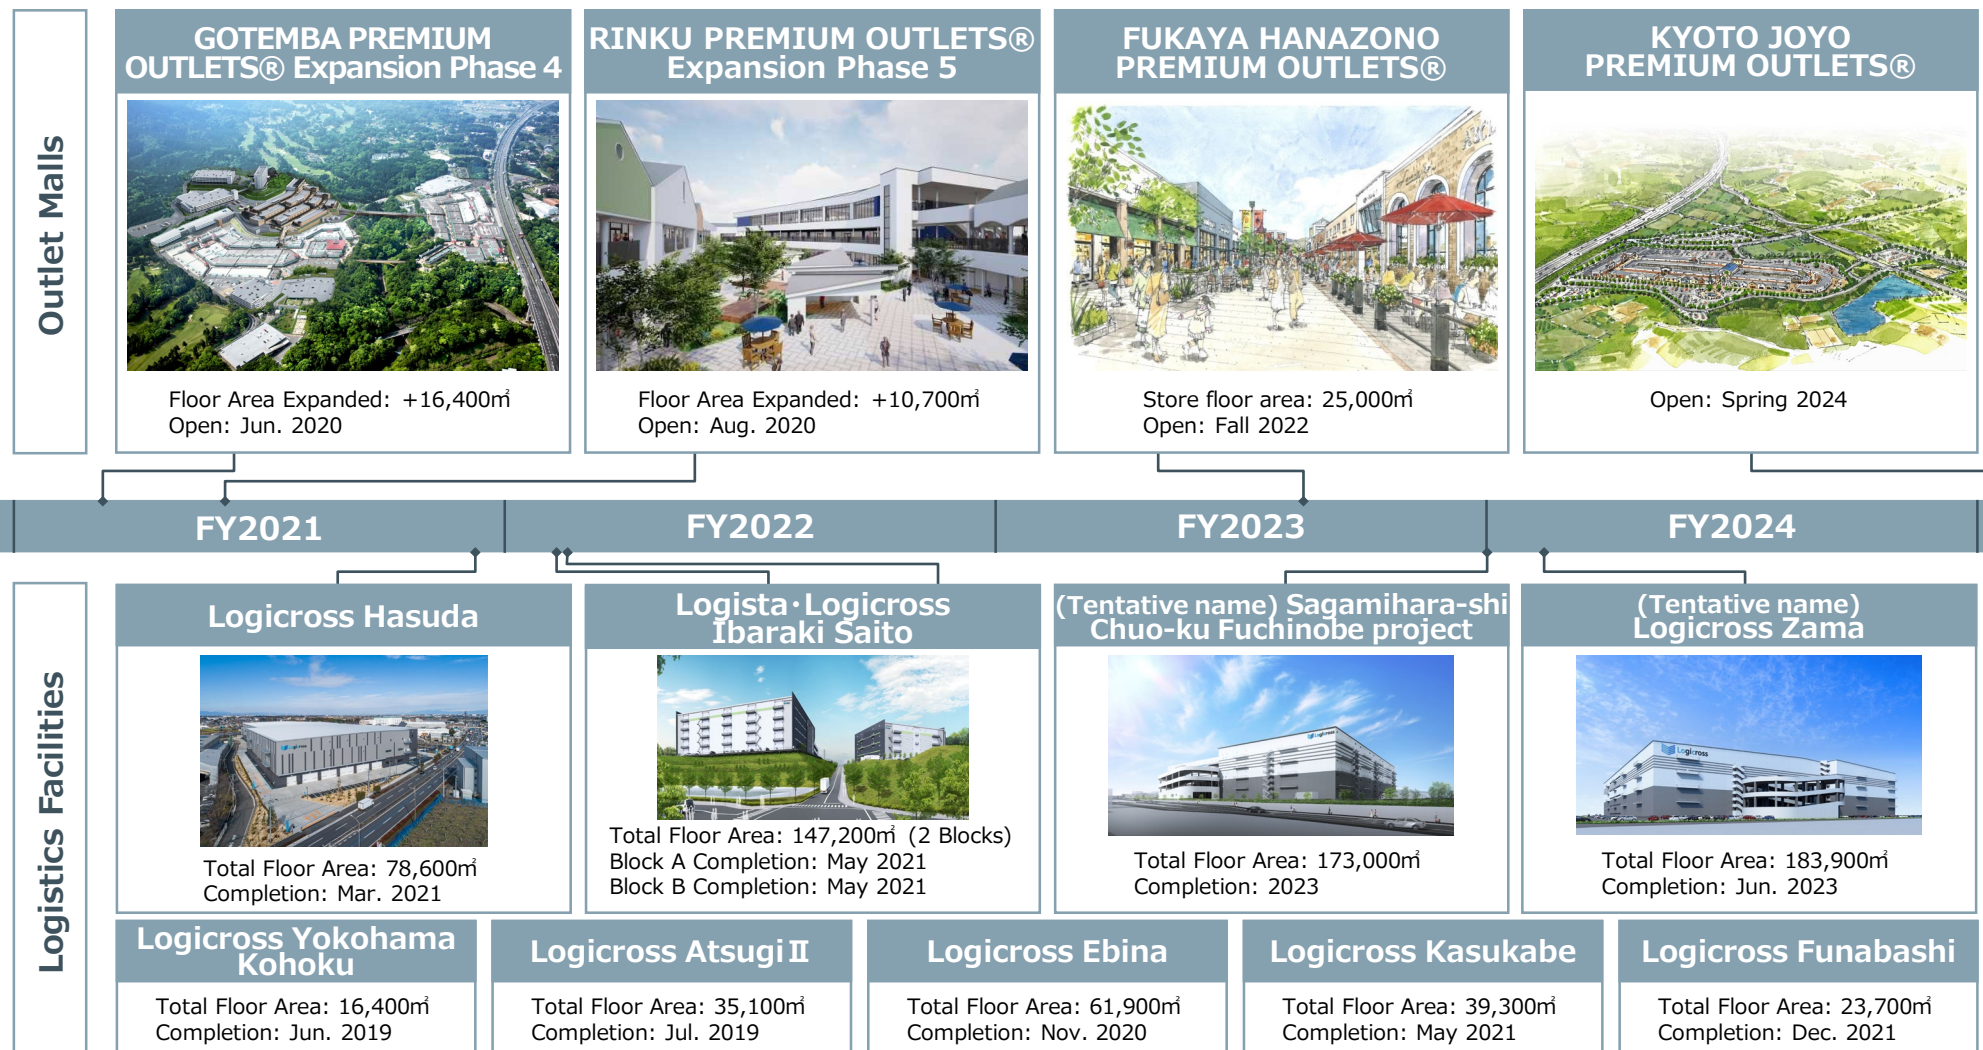 Outlet Malls
GOTEMBA PREMIUM
OUTLETS® Expansion Phase 4
Floor Area Expanded: +16,400㎡
Open: Jun. 2020
RINKU PREMIUM OUTLETS®
Expansion Phase 5
Floor Area Expanded: +10,700㎡
Open: Aug. 2020
FUKAYA HANAZONO
PREMIUM OUTLETS®
Store floor area: 25,000㎡
Open: Fall 2022
KYOTO JOYO
PREMIUM OUTLETS®
Open: Spring 2024
FY2021
FY2022
FY2023
FY2024
Logistics Facilities
Logicross Hasuda
Total Floor Area: 78,600㎡
Completion: Mar. 2021
Logista･Logicross
Ibaraki Saito
Total Floor Area: 147,200㎡ (2 Blocks)
Block A Completion: May 2021
Block B Completion: May 2021
(Tentative name) Sagamihara-shi
Chuo-ku Fuchinobe project
Logicross
Total Floor Area: 173,000㎡
Completion: 2023
(Tentative name)
Logicross Zama
Logicross
Total Floor Area: 183,900㎡
Completion: Jun. 2023
Logicross Yokohama
Kohoku
Total Floor Area: 16,400㎡
Completion: Jun. 2019
Logicross AtsugiⅡ
Total Floor Area: 35,100㎡
Completion: Jul. 2019
Logicross Ebina
Total Floor Area: 61,900㎡
Completion: Nov. 2020
Logicross Kasukabe
Total Floor Area: 39,300㎡
Completion: May 2021
Logicross Funabashi
Total Floor Area: 23,700㎡
Completion: Dec. 2021